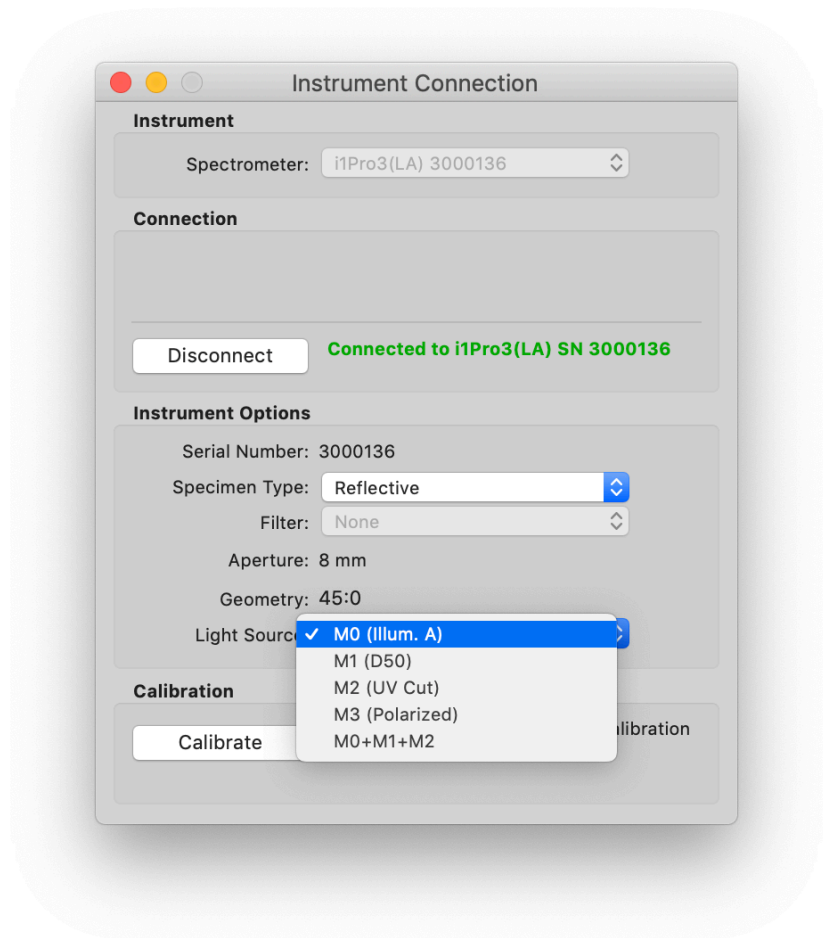 Instrument Connection
Instrument
Spectrometer: i1Pro3(LA) 3000136
Connection
Disconnect Connected to i1Pro3(LA) SN 3000136
Instrument Options
Serial Number: 3000136
Specimen Type: Reflective
Filter: None
Aperture: 8 mm
Geometry: 45:0
Light Sourc ✓ M0 (Illum. A)
M1 (D50)
M2 (UV Cut)
M3 (Polarized)
M0+M1+M2
Calibration
Calibrate libration